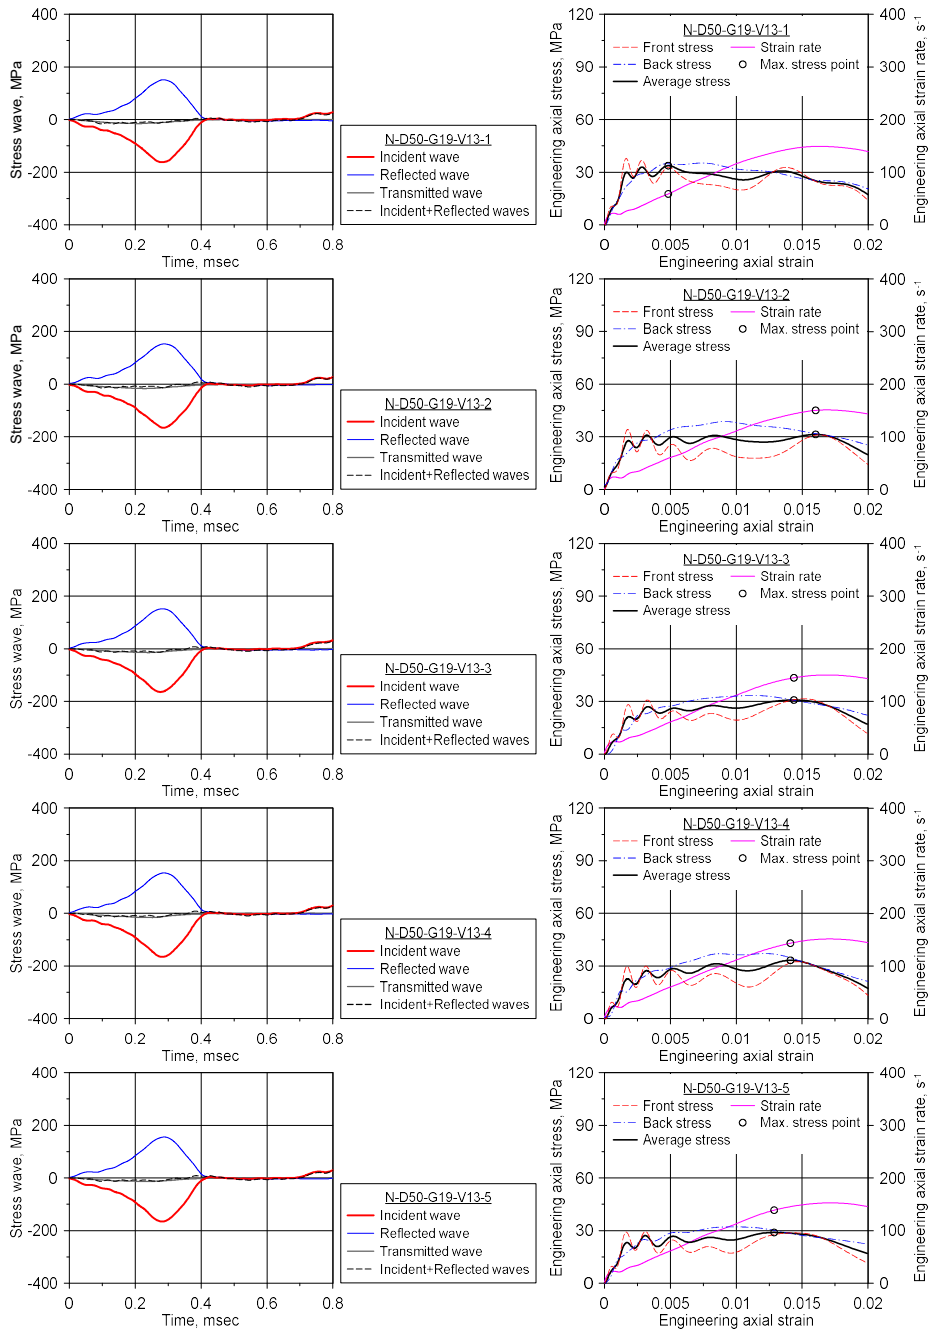 400
200
0
-200
-400
Stress wave, MPa
0 0.2 0.4 0.6 0.8
Time, msec
N-D50-G19-V13-1
Incident wave
Reflected wave
Transmitted wave
Incident+Reflected waves
120
90
60
30
0
Engineering axial stress, MPa
N-D50-G19-V13-1
Front stress Strain rate
Back stress Max. stress point
Average stress
400
300
200
100
0
Engineering axial strain rate, s-1
0 0.005 0.01 0.015 0.02
Engineering axial strain
400
200
0
-200
-400
Stress wave, MPa
0 0.2 0.4 0.6 0.8
Time, msec
N-D50-G19-V13-2
Incident wave
Reflected wave
Transmitted wave
Incident+Reflected waves
120
90
60
30
0
Engineering axial stress, MPa
N-D50-G19-V13-2
Front stress Strain rate
Back stress Max. stress point
Average stress
400
300
200
100
0
Engineering axial strain rate, s-1
0 0.005 0.01 0.015 0.02
Engineering axial strain
400
200
0
-200
-400
Stress wave, MPa
0 0.2 0.4 0.6 0.8
Time, msec
N-D50-G19-V13-3
Incident wave
Reflected wave
Transmitted wave
Incident+Reflected waves
120
90
60
30
0
Engineering axial stress, MPa
N-D50-G19-V13-3
Front stress Strain rate
Back stress Max. stress point
Average stress
400
300
200
100
0
Engineering axial strain rate, s-1
0 0.005 0.01 0.015 0.02
Engineering axial strain
400
200
0
-200
-400
Stress wave, MPa
0 0.2 0.4 0.6 0.8
Time, msec
N-D50-G19-V13-4
Incident wave
Reflected wave
Transmitted wave
Incident+Reflected waves
120
90
60
30
0
Engineering axial stress, MPa
N-D50-G19-V13-4
Front stress Strain rate
Back stress Max. stress point
Average stress
400
300
200
100
0
Engineering axial strain rate, s-1
0 0.005 0.01 0.015 0.02
Engineering axial strain
400
200
0
-200
-400
Stress wave, MPa
0 0.2 0.4 0.6 0.8
Time, msec
N-D50-G19-V13-5
Incident wave
Reflected wave
Transmitted wave
Incident+Reflected waves
120
90
60
30
0
Engineering axial stress, MPa
N-D50-G19-V13-5
Front stress Strain rate
Back stress Max. stress point
Average stress
400
300
200
100
0
Engineering axial strain rate, s-1
0 0.005 0.01 0.015 0.02
Engineering axial strain